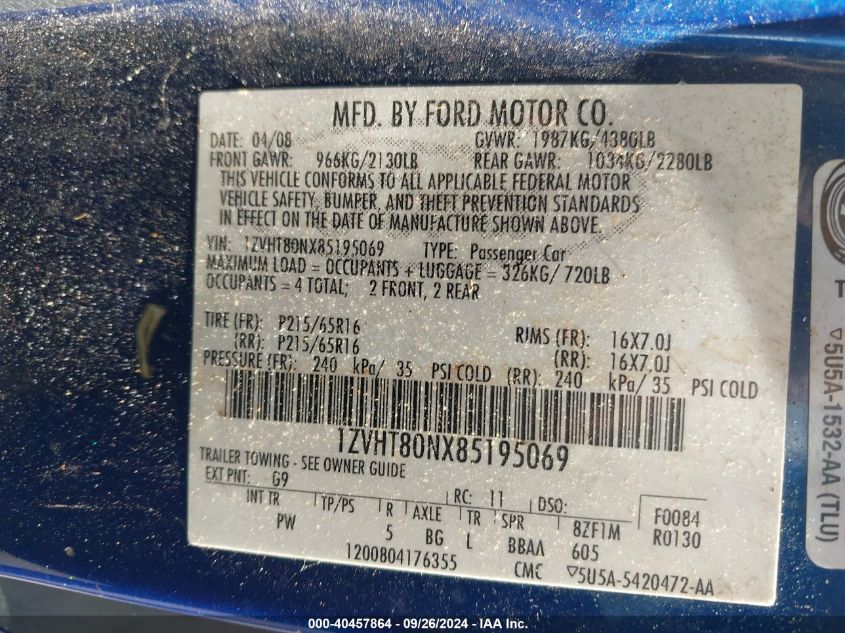 MFD. BY FORD MOTOR CO.
DATE: 04/08 GVWR: 1987KG/4380LB
FRONT GAWR: 966KG/2130LB REAR GAWR: 1034KG/2280LB
THIS VEHICLE CONFORMS TO ALL APPLICABLE FEDERAL MOTOR
VEHICLE SAFETY, BUMPER, AND THEFT PREVENTION STANDARDS
IN EFFECT ON THE DATE OF MANUFACTURE SHOWN ABOVE.
VIN: 1ZVHT80NX85195069 TYPE: Passenger Car
MAXIMUM LOAD = OCCUPANTS + LUGGAGE = 326KG/ 720LB
OCCUPANTS = 4 TOTAL; 2 FRONT, 2 REAR
TIRE (FR): P215/65R16 RIMS (FR): 16X7.0J
(RR): P215/65R16 (RR): 16X7.0J
PRESSURE (FR): 240 kPa/ 35 PSI COLD (RR): 240 kPa/ 35 PSI COLD
1ZVHT80NX85195069
TRAILER TOWING - SEE OWNER GUIDE
EXT PNT: G9 RC: 11 DSO: F0084
INT TR TP/PS R AXLE TR SPR 8ZF1M R0130
PW 5 BG L BBAA 605
1200804176355 CMC ▽5U5A-5420472-AA
T
▽5U5A-1532-AA (TLU)
000-40457864 - 09/26/2024 - IAA Inc.